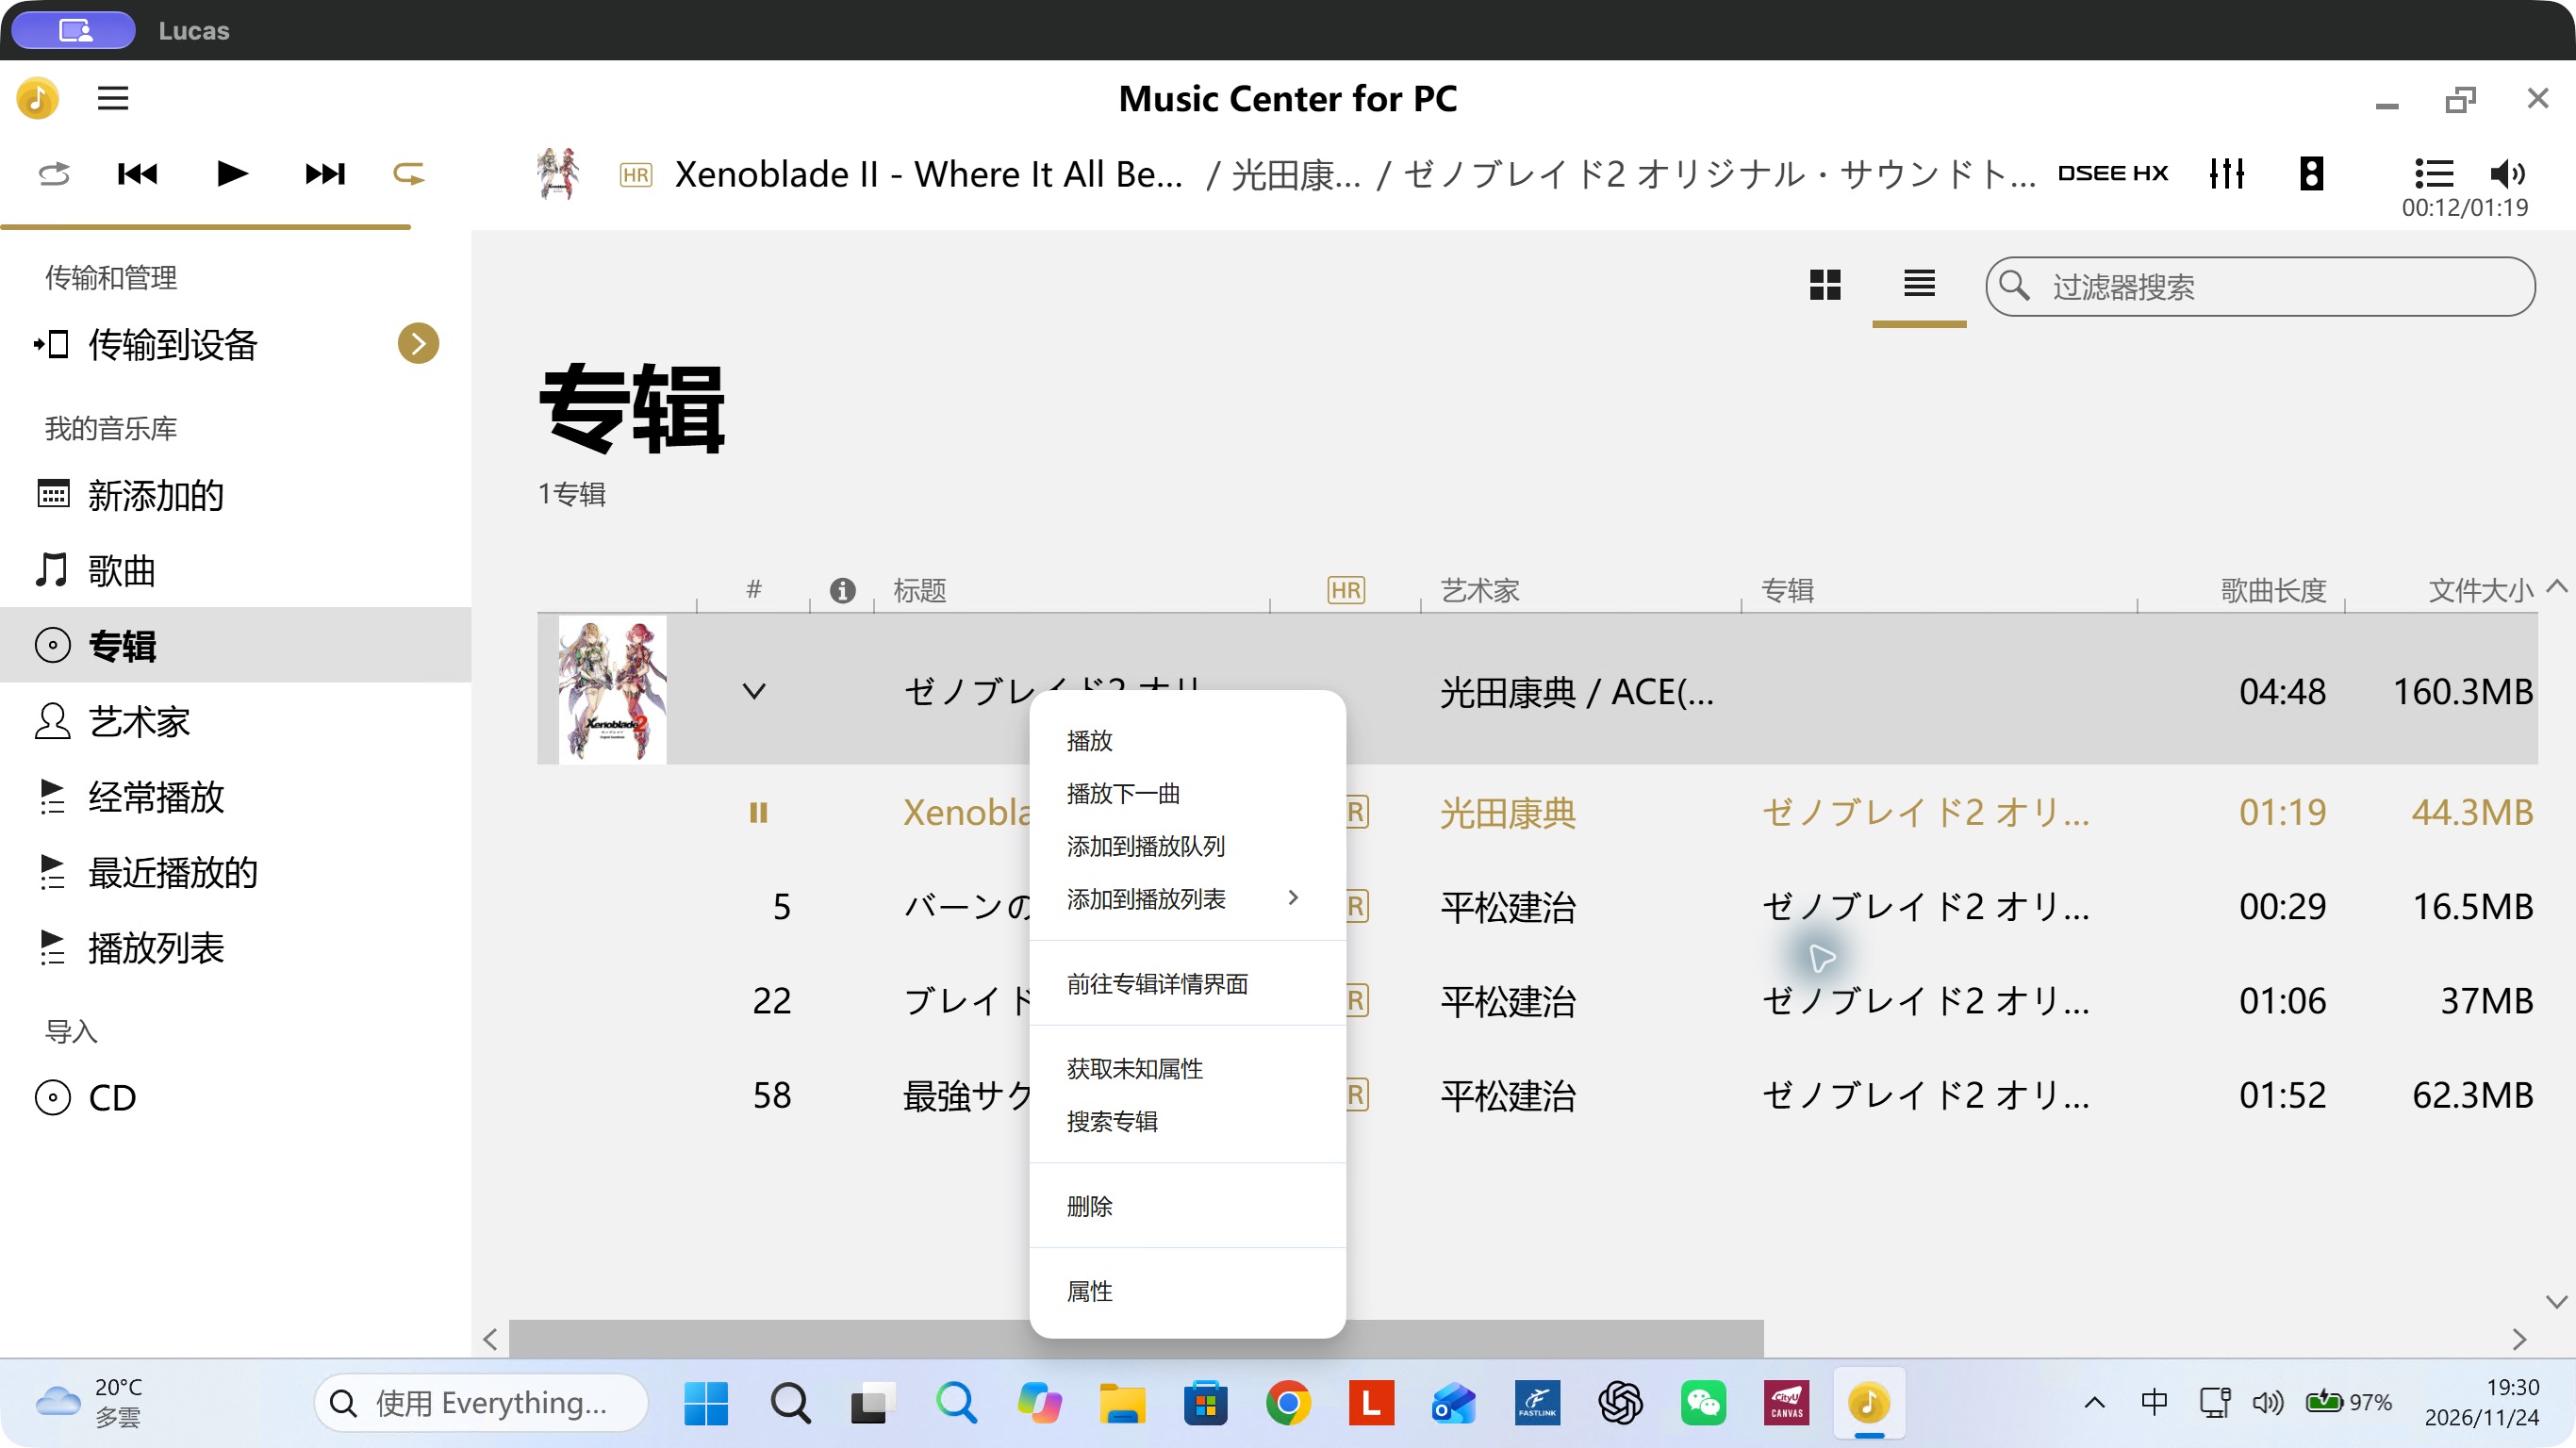 Lucas
Music Center for PC
HR Xenoblade II - Where It All Be... / 光田康... / ゼノブレイド2 オリジナル・サウンドト... DSEE HX
00:12/01:19
传输和管理
传输到设备
我的音乐库
新添加的
歌曲
专辑
艺术家
经常播放
最近播放的
播放列表
导入
CD
过滤器搜索
专辑
1专辑
# 标题 HR 艺术家 专辑 歌曲长度 文件大小
Xenoblade2
ゼノブレイド2 オリ 光田康典 / ACE(... 04:48 160.3MB
Xenobla R 光田康典 ゼノブレイド2 オリ... 01:19 44.3MB
5 バーンの R 平松建治 ゼノブレイド2 オリ... 00:29 16.5MB
22 ブレイド R 平松建治 ゼノブレイド2 オリ... 01:06 37MB
58 最強サク R 平松建治 ゼノブレイド2 オリ... 01:52 62.3MB
播放
播放下一曲
添加到播放队列
添加到播放列表
前往专辑详情界面
获取未知属性
搜索专辑
删除
属性
20°C
多雲
使用 Everything...
L
FASTLINK
CityU
CANVAS
中
97%
19:30
2026/11/24